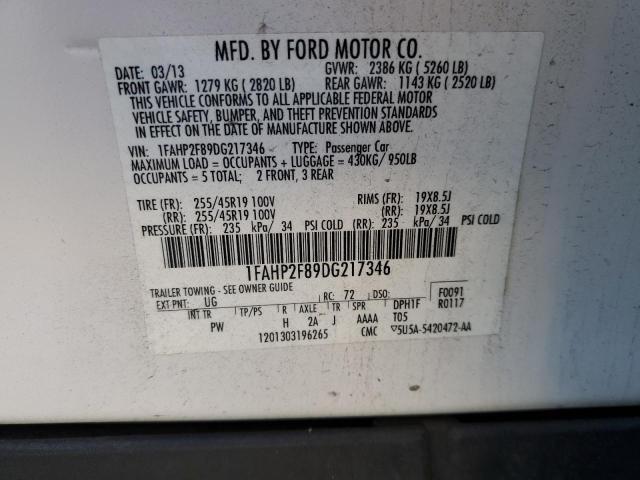 MFD. BY FORD MOTOR CO.
DATE: 03/13 GVWR: 2386 KG ( 5260 LB)
FRONT GAWR: 1279 KG ( 2820 LB) REAR GAWR: 1143 KG ( 2520 LB)
THIS VEHICLE CONFORMS TO ALL APPLICABLE FEDERAL MOTOR
VEHICLE SAFETY, BUMPER, AND THEFT PREVENTION STANDARDS
IN EFFECT ON THE DATE OF MANUFACTURE SHOWN ABOVE.
VIN: 1FAHP2F89DG217346 TYPE: Passenger Car
MAXIMUM LOAD = OCCUPANTS + LUGGAGE = 430KG/ 950LB
OCCUPANTS = 5 TOTAL; 2 FRONT, 3 REAR
TIRE (FR): 255/45R19 100V RIMS (FR): 19X8.5J
(RR): 255/45R19 100V (RR): 19X8.5J
PRESSURE (FR): 235 kPa/ 34 PSI COLD (RR): 235 kPa/ 34 PSI COLD
1FAHP2F89DG217346
TRAILER TOWING - SEE OWNER GUIDE F0091
EXT PNT: UG RC: 72 DSO: R0117
INT TR TP/PS R AXLE TR SPR DPH1F
PW H 2A J AAAA T05
1201303196265 CMC ▽5U5A-5420472-AA